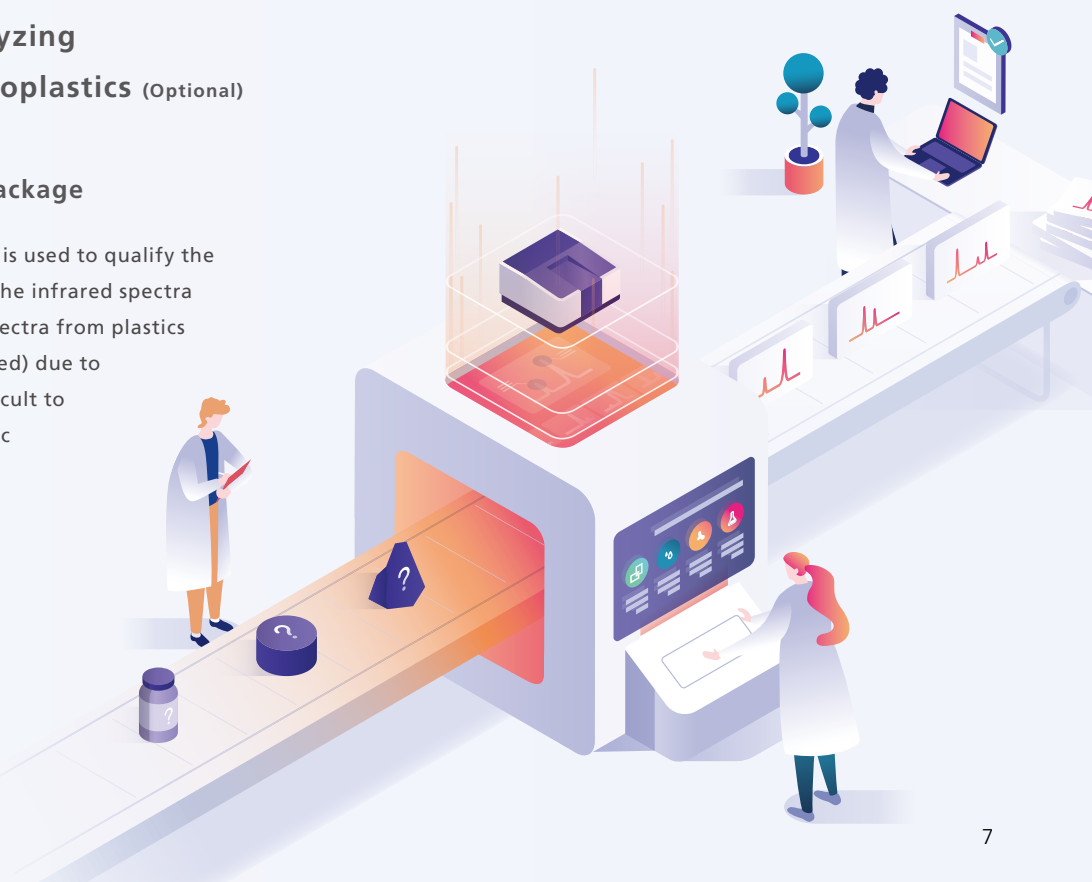 yzing
oplastics (Optional)
ackage
is used to qualify the
he infrared spectra
ectra from plastics
ed) due to
cult to
c
?
?
?
7